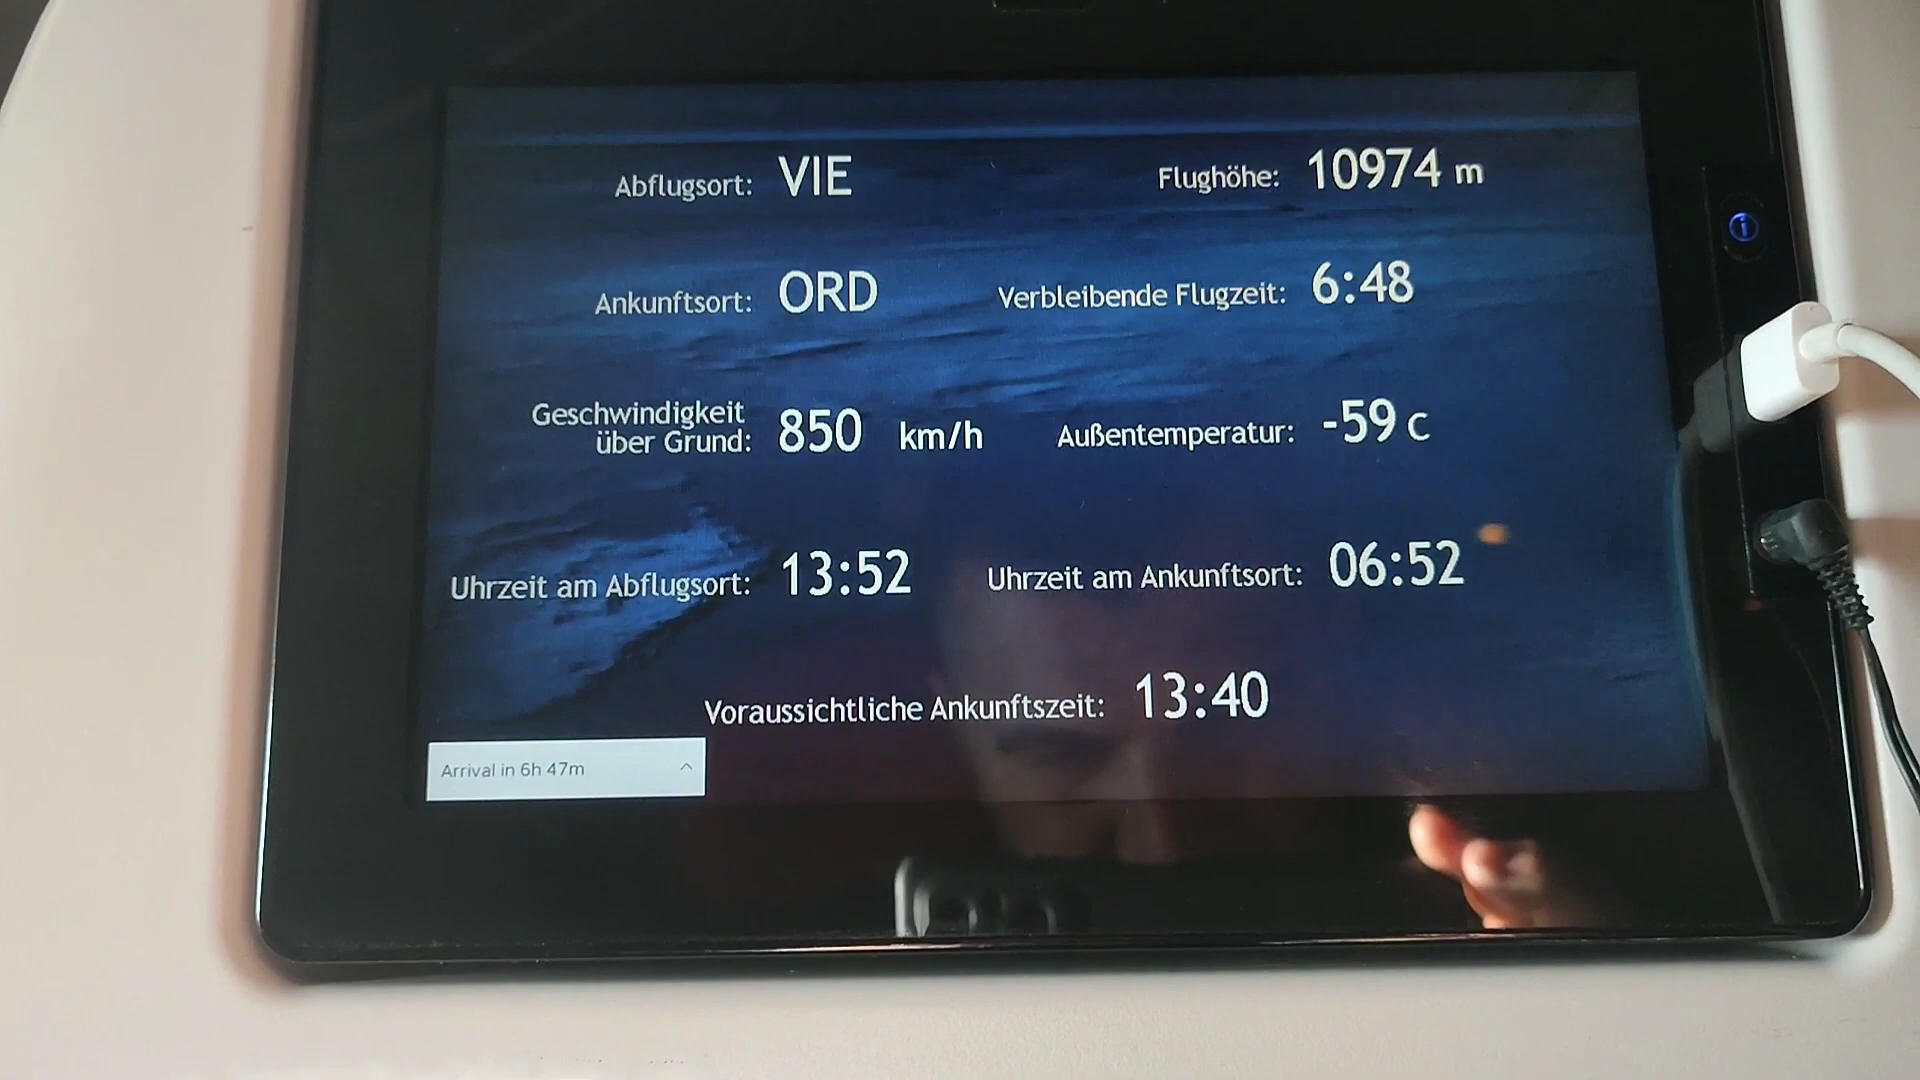 Abflugsort: VIE
Flughöhe: 10974 m
Ankunftsort: ORD
Verbleibende Flugzeit: 6:48
Geschwindigkeit
über Grund: 850 km/h
Außentemperatur: -59 C
Uhrzeit am Abflugsort: 13:52
Uhrzeit am Ankunftsort: 06:52
Voraussichtliche Ankunftszeit: 13:40
Arrival in 6h 47m
i